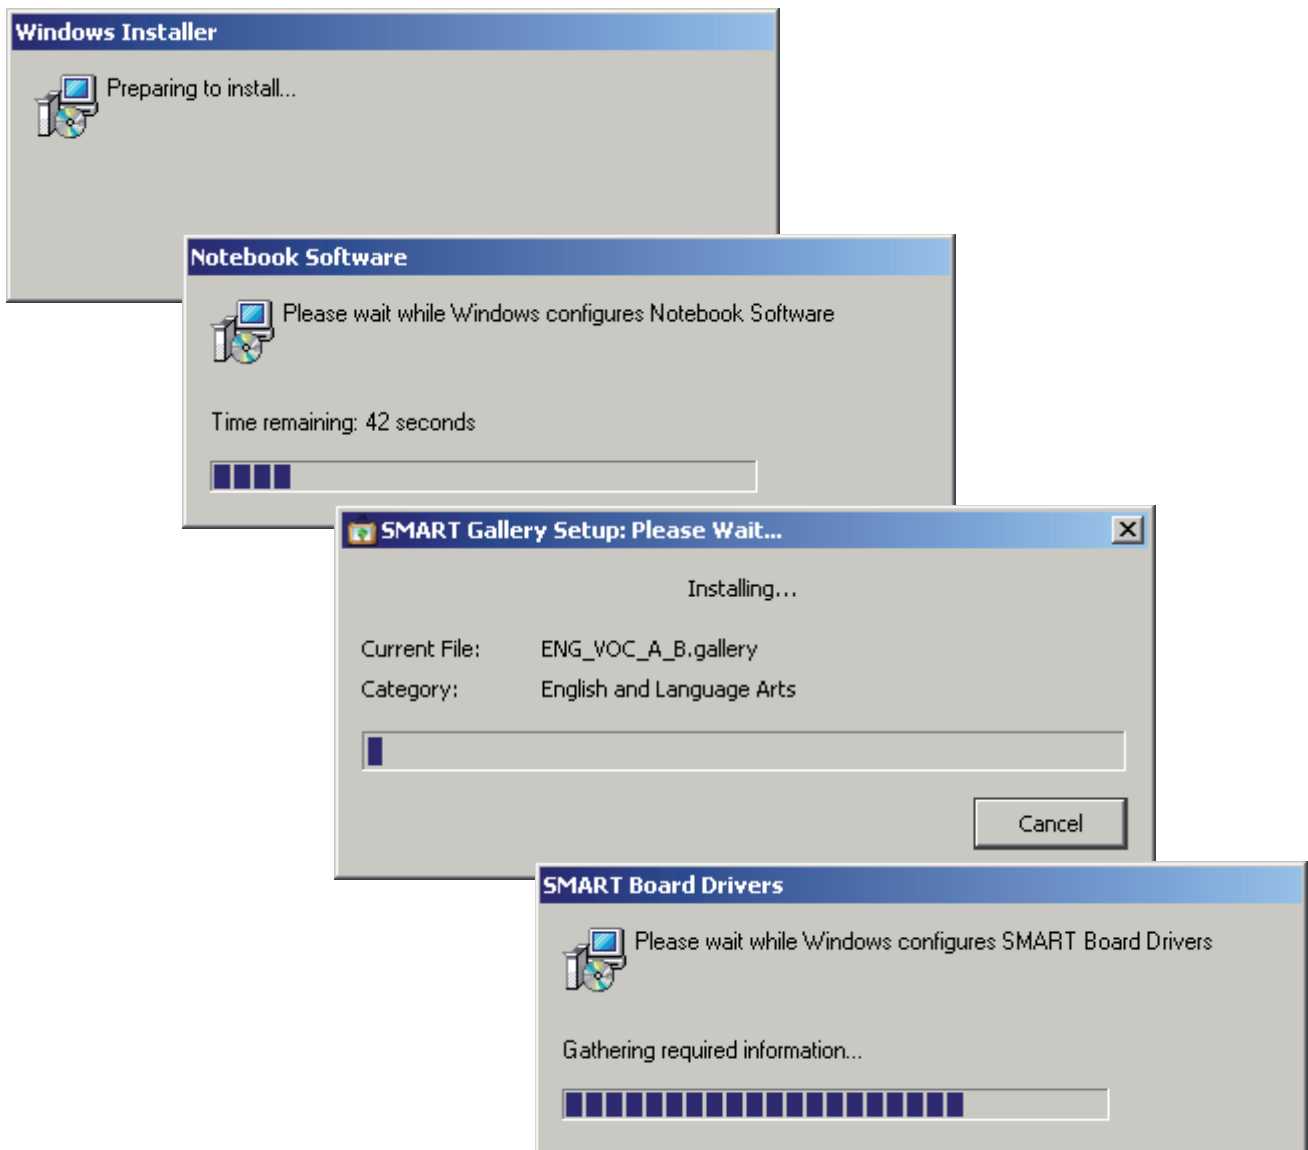 Windows Installer
Preparing to install...
Notebook Software
Please wait while Windows configures Notebook Software
Time remaining: 42 seconds
SMART Gallery Setup: Please Wait...
Installing...
Current File: ENG_VOC_A_B.gallery
Category: English and Language Arts
Cancel
SMART Board Drivers
Please wait while Windows configures SMART Board Drivers
Gathering required information...